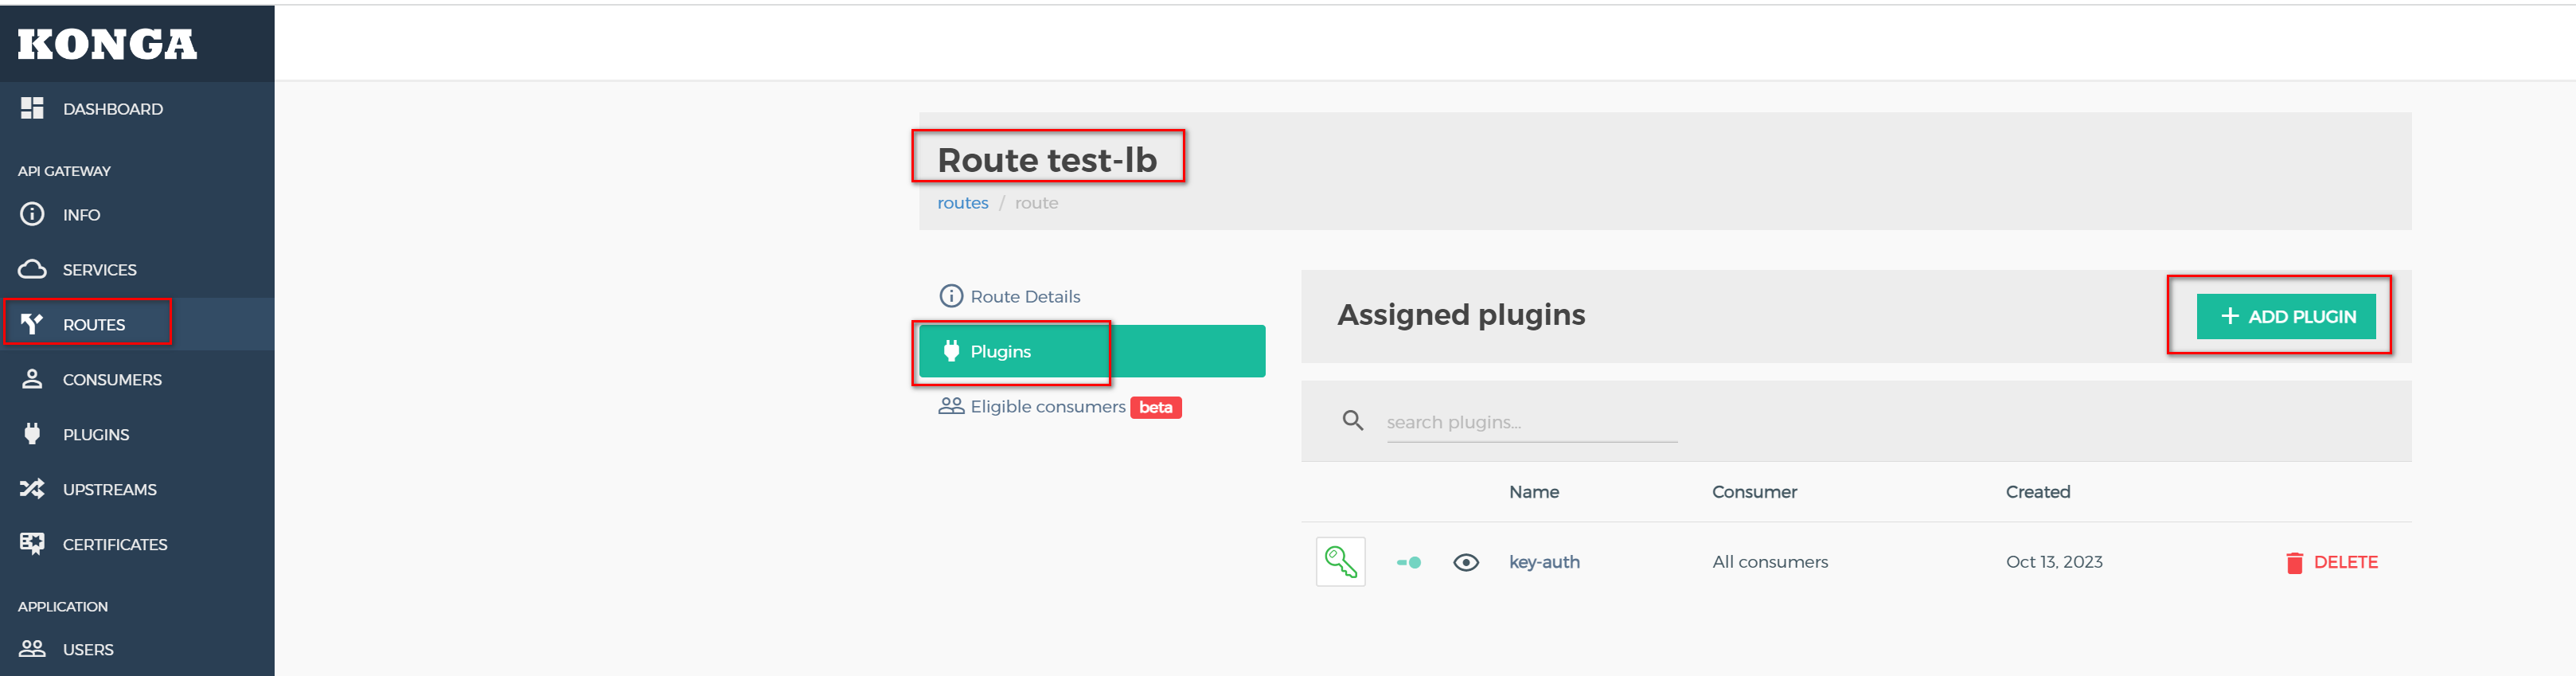 KONGA
DASHBOARD
API GATEWAY
INFO
SERVICES
ROUTES
CONSUMERS
PLUGINS
UPSTREAMS
CERTIFICATES
APPLICATION
USERS
Route test-lb
routes / route
Route Details
Plugins
Eligible consumers beta
Assigned plugins
ADD PLUGIN
search plugins...
Name Consumer Created
key-auth All consumers Oct 13, 2023 DELETE